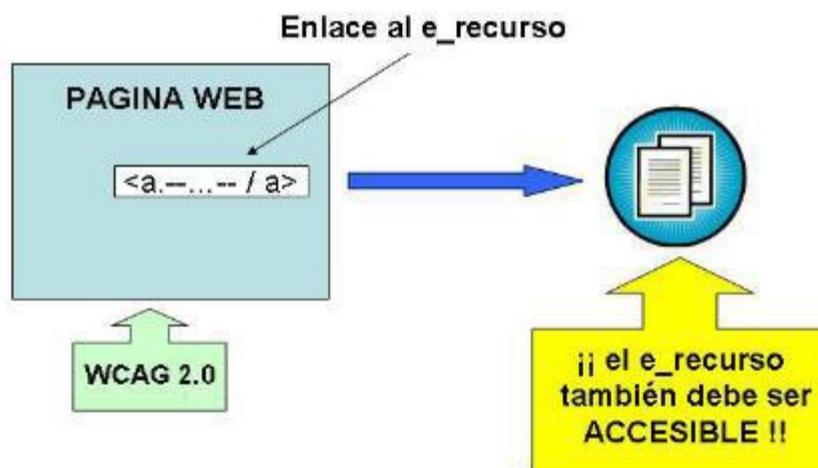 Enlace al e_recurso
PAGINA WEB
<a.--...-- / a>
WCAG 2.0
¡¡ el e_recurso
también debe ser
ACCESIBLE !!